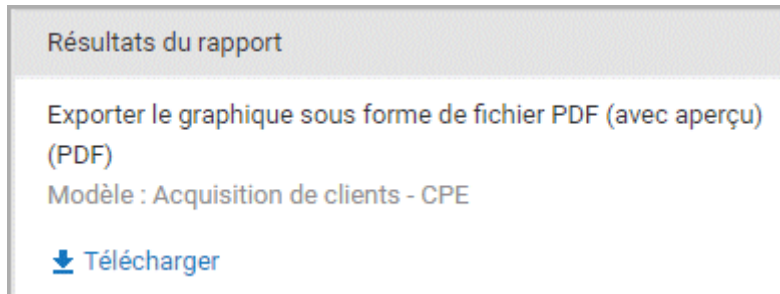 Résultats du rapport
Exporter le graphique sous forme de fichier PDF (avec aperçu)
(PDF)
Modèle : Acquisition de clients - CPE
Télécharger